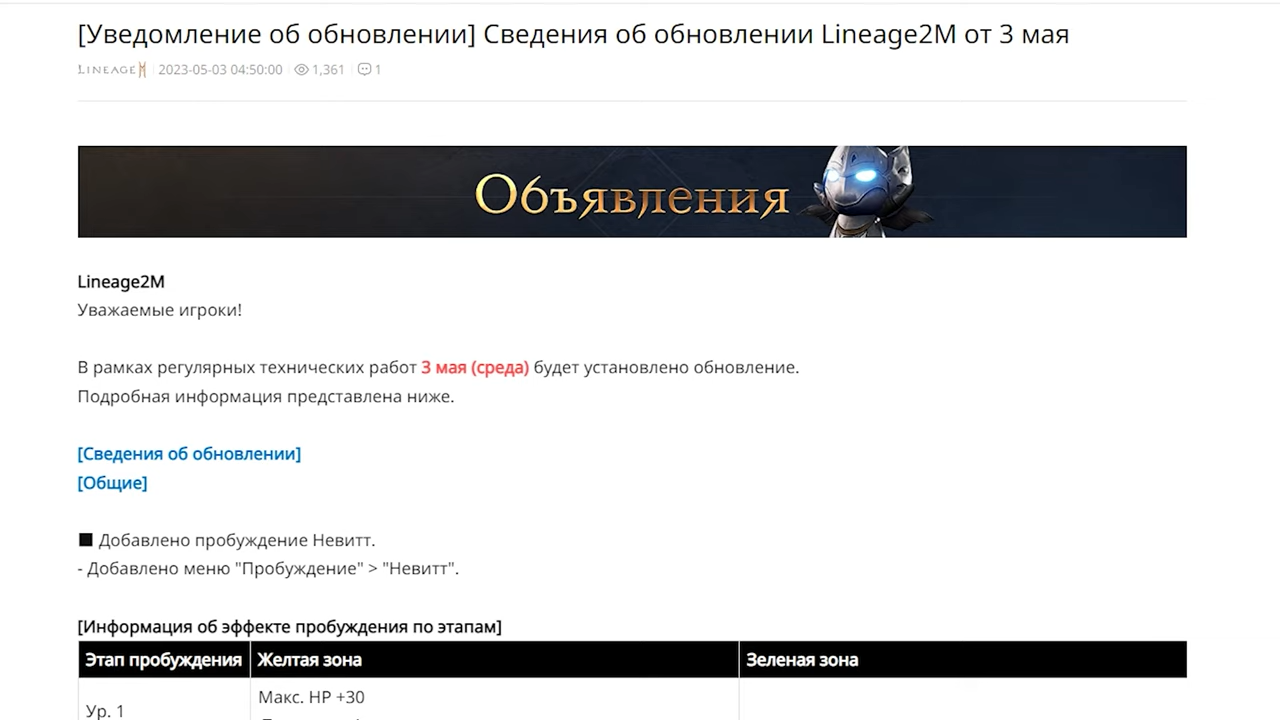 [Уведомление об обновлении] Сведения об обновлении Lineage2M от 3 мая
LINEAGE M 2023-05-03 04:50:00 1,361 1
Объявления
Lineage2M
Уважаемые игроки!
В рамках регулярных технических работ 3 мая (среда) будет установлено обновление.
Подробная информация представлена ниже.
[Сведения об обновлении]
[Общие]
■ Добавлено пробуждение Невитт.
- Добавлено меню "Пробуждение" > "Невитт".
[Информация об эффекте пробуждения по этапам]
Этап пробуждения Желтая зона Зеленая зона
Макс. HP +30
Ур. 1